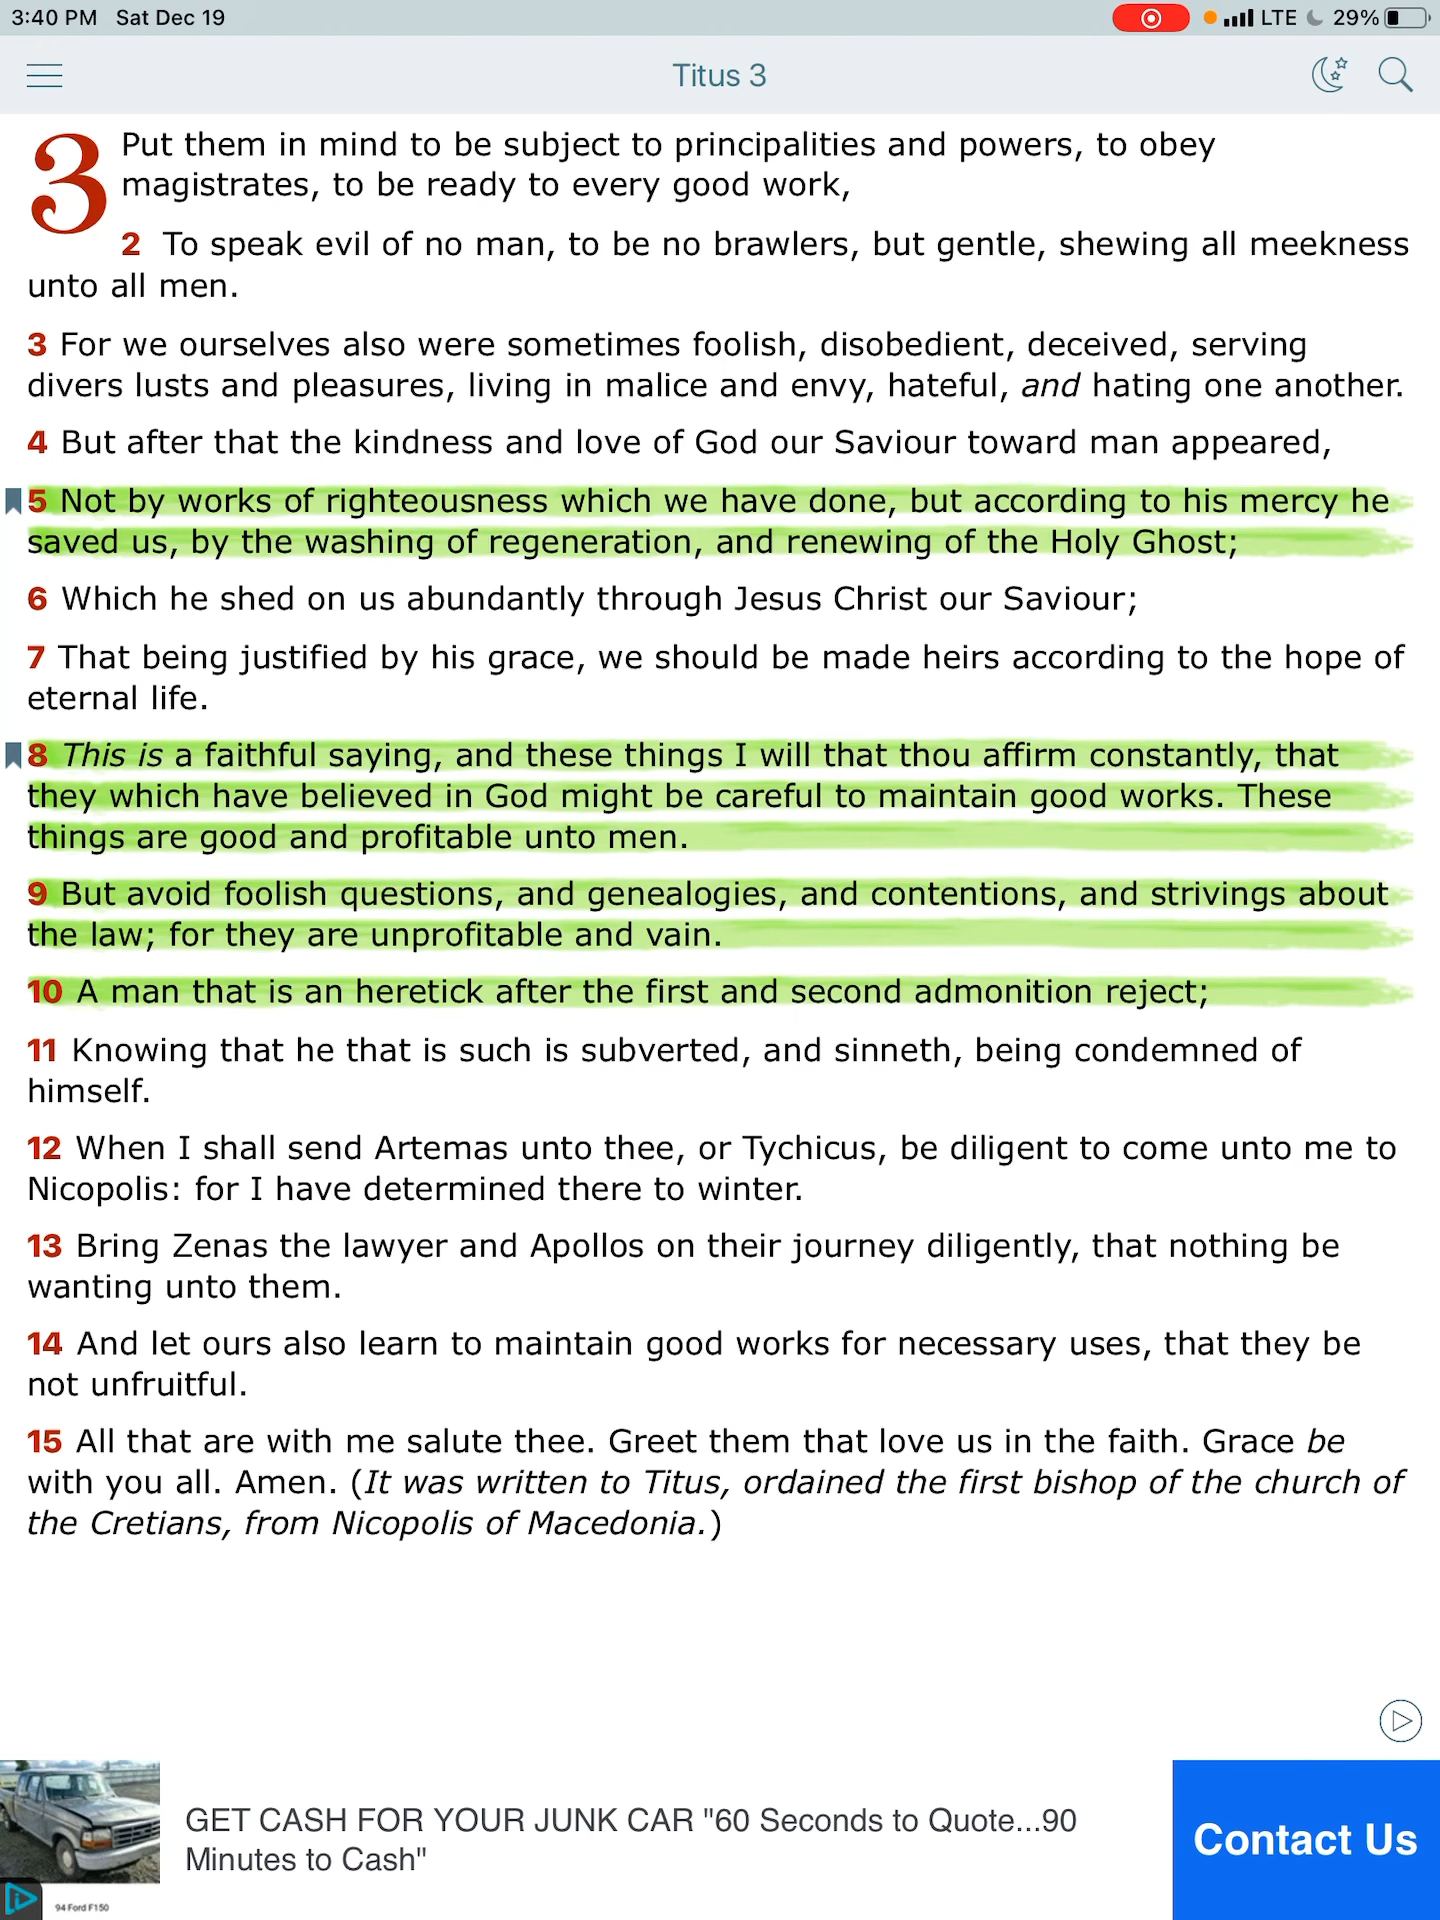 3:40 PM Sat Dec 19 LTE 29%
Titus 3
3 Put them in mind to be subject to principalities and powers, to obey
magistrates, to be ready to every good work,
2 To speak evil of no man, to be no brawlers, but gentle, shewing all meekness
unto all men.
3 For we ourselves also were sometimes foolish, disobedient, deceived, serving
divers lusts and pleasures, living in malice and envy, hateful, and hating one another.
4 But after that the kindness and love of God our Saviour toward man appeared,
5 Not by works of righteousness which we have done, but according to his mercy he
saved us, by the washing of regeneration, and renewing of the Holy Ghost;
6 Which he shed on us abundantly through Jesus Christ our Saviour;
7 That being justified by his grace, we should be made heirs according to the hope of
eternal life.
8 This is a faithful saying, and these things I will that thou affirm constantly, that
they which have believed in God might be careful to maintain good works. These
things are good and profitable unto men.
9 But avoid foolish questions, and genealogies, and contentions, and strivings about
the law; for they are unprofitable and vain.
10 A man that is an heretick after the first and second admonition reject;
11 Knowing that he that is such is subverted, and sinneth, being condemned of
himself.
12 When I shall send Artemas unto thee, or Tychicus, be diligent to come unto me to
Nicopolis: for I have determined there to winter.
13 Bring Zenas the lawyer and Apollos on their journey diligently, that nothing be
wanting unto them.
14 And let ours also learn to maintain good works for necessary uses, that they be
not unfruitful.
15 All that are with me salute thee. Greet them that love us in the faith. Grace be
with you all. Amen. (It was written to Titus, ordained the first bishop of the church of
the Cretians, from Nicopolis of Macedonia.)
GET CASH FOR YOUR JUNK CAR "60 Seconds to Quote...90
Minutes to Cash"
Contact Us
94 Ford F150